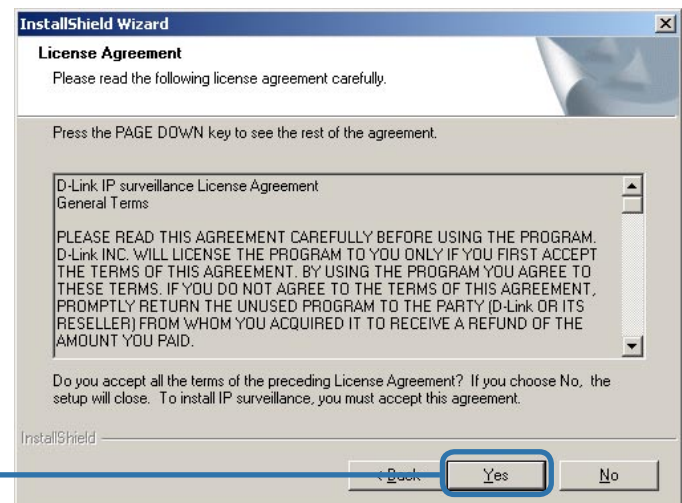 InstallShield Wizard
License Agreement
Please read the following license agreement carefully.
Press the PAGE DOWN key to see the rest of the agreement.
D-Link IP surveillance License Agreement
General Terms
PLEASE READ THIS AGREEMENT CAREFULLY BEFORE USING THE PROGRAM.
D-Link INC. WILL LICENSE THE PROGRAM TO YOU ONLY IF YOU FIRST ACCEPT
THE TERMS OF THIS AGREEMENT. BY USING THE PROGRAM YOU AGREE TO
THESE TERMS. IF YOU DO NOT AGREE TO THE TERMS OF THIS AGREEMENT,
PROMPTLY RETURN THE UNUSED PROGRAM TO THE PARTY (D-Link OR ITS
RESELLER) FROM WHOM YOU ACQUIRED IT TO RECEIVE A REFUND OF THE
AMOUNT YOU PAID.
Do you accept all the terms of the preceding License Agreement? If you choose No, the
setup will close. To install IP surveillance, you must accept this agreement.
InstallShield
< Back Yes No